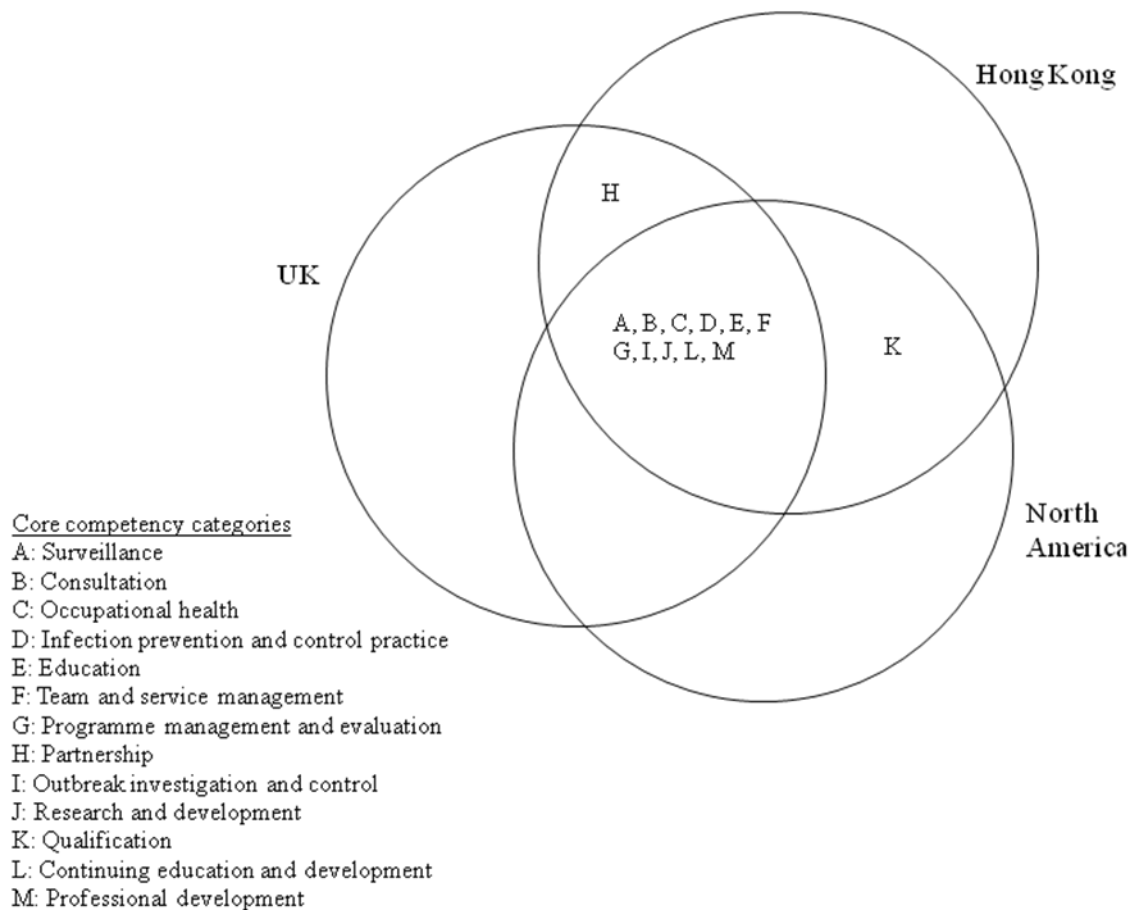 Hong Kong
H
UK
A, B, C, D, E, F
G, I, J, L, M
K
North
America
Core competency categories
A: Surveillance
B: Consultation
C: Occupational health
D: Infection prevention and control practice
E: Education
F: Team and service management
G: Programme management and evaluation
H: Partnership
I: Outbreak investigation and control
J: Research and development
K: Qualification
L: Continuing education and development
M: Professional development